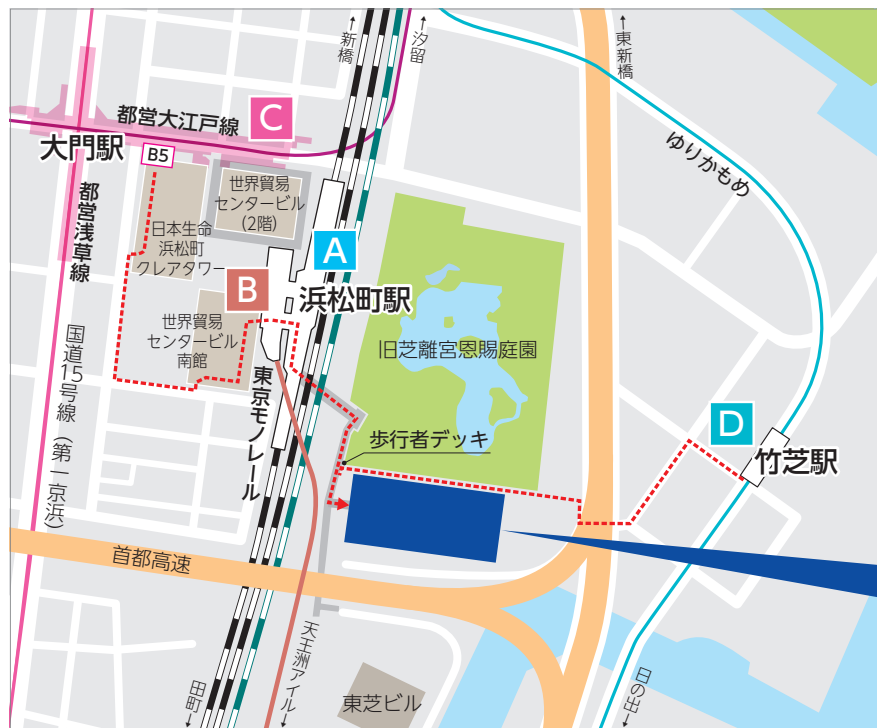 ↑新橋
↑汐留
↑東新橋
都営大江戸線
C
大門駅
B5
ゆりかもめ
世界貿易
センタービル
(2階)
日本生命
浜松町
クレアタワー
都営浅草線
A
B
浜松町駅
世界貿易
センタービル
南館
旧芝離宮恩賜庭園
国道15号線(第一京浜)
東京モノレール
歩行者デッキ
D
竹芝駅
首都高速
天王洲アイル↓
田町↓
東芝ビル
日の出↓